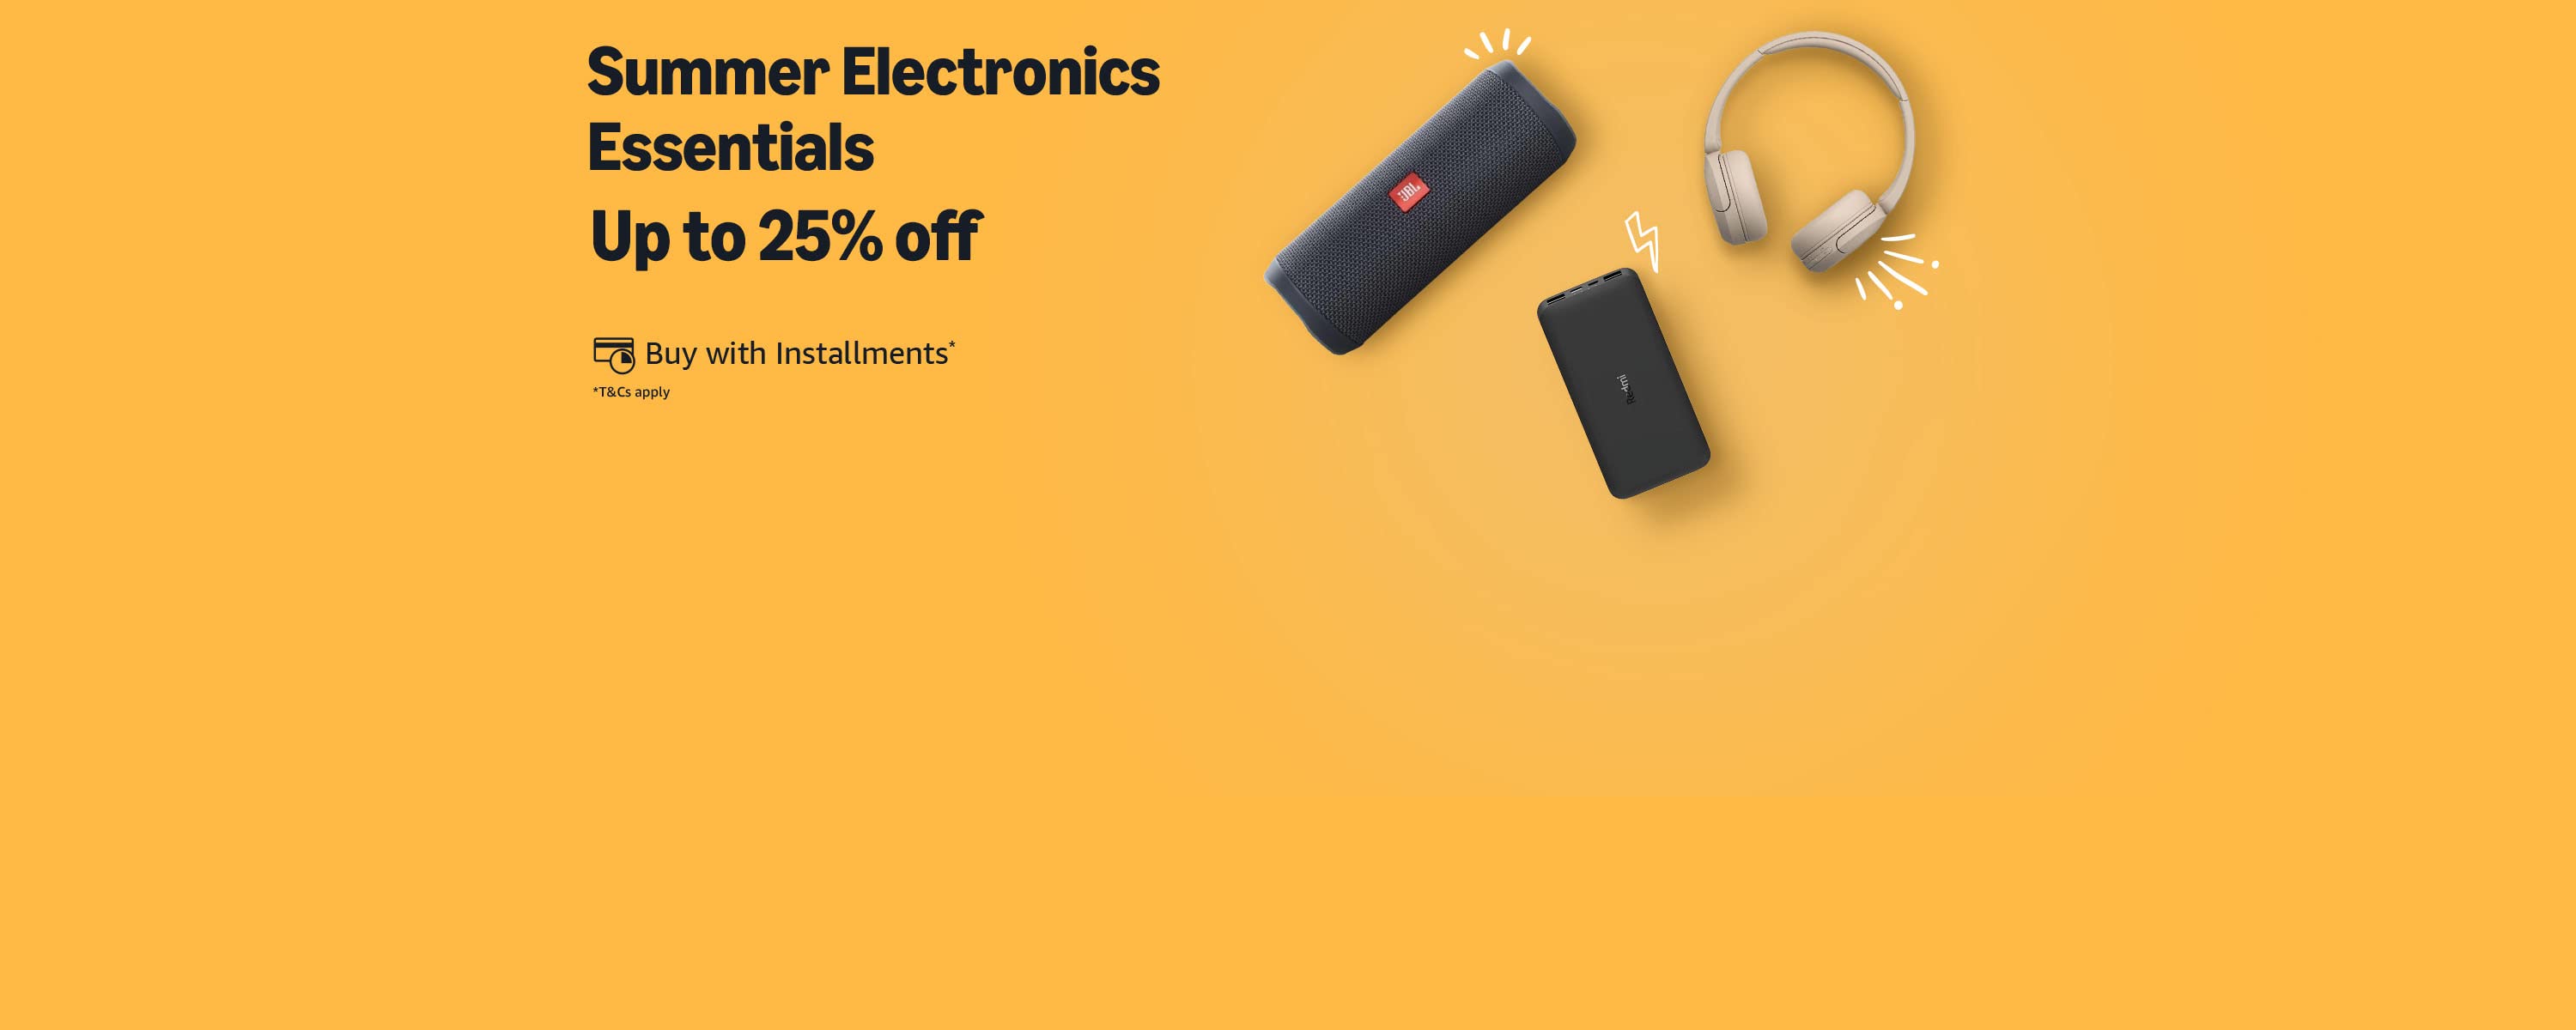 Summer Electronics
Essentials
Up to 25% off
Buy with Installments*
*T&Cs apply
JBL
Redmi